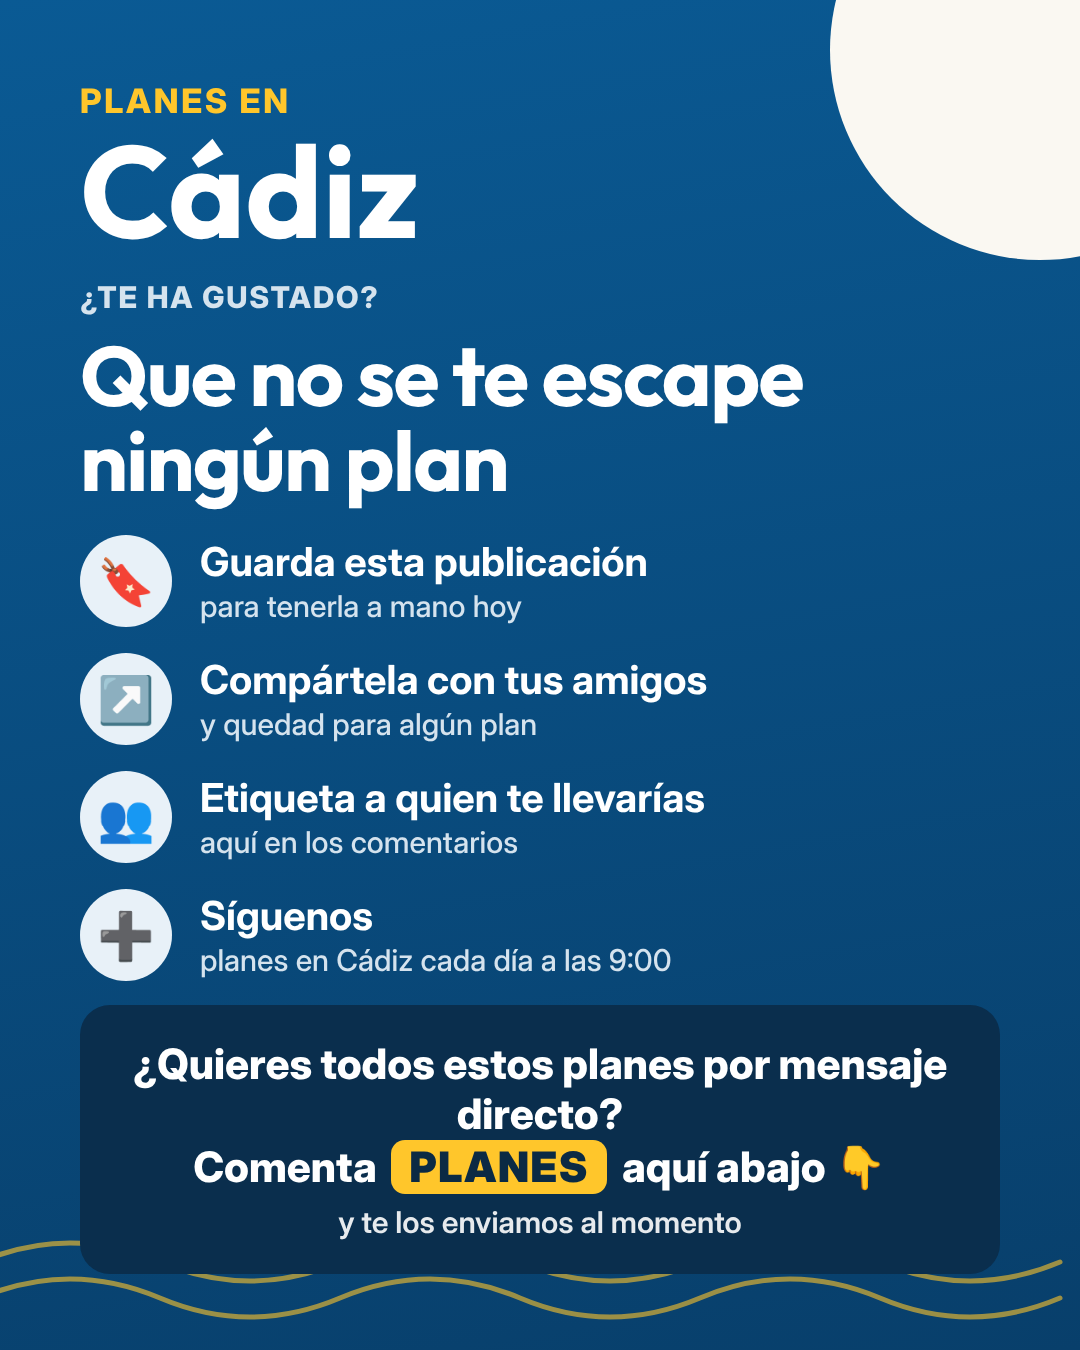 PLANES EN
Cádiz
¿TE HA GUSTADO?
Que no se te escape
ningún plan
Guarda esta publicación
para tenerla a mano hoy
Compártela con tus amigos
y quedad para algún plan
Etiqueta a quien te llevarías
aquí en los comentarios
Síguenos
planes en Cádiz cada día a las 9:00
¿Quieres todos estos planes por mensaje
directo?
Comenta PLANES aquí abajo 👇
y te los enviamos al momento